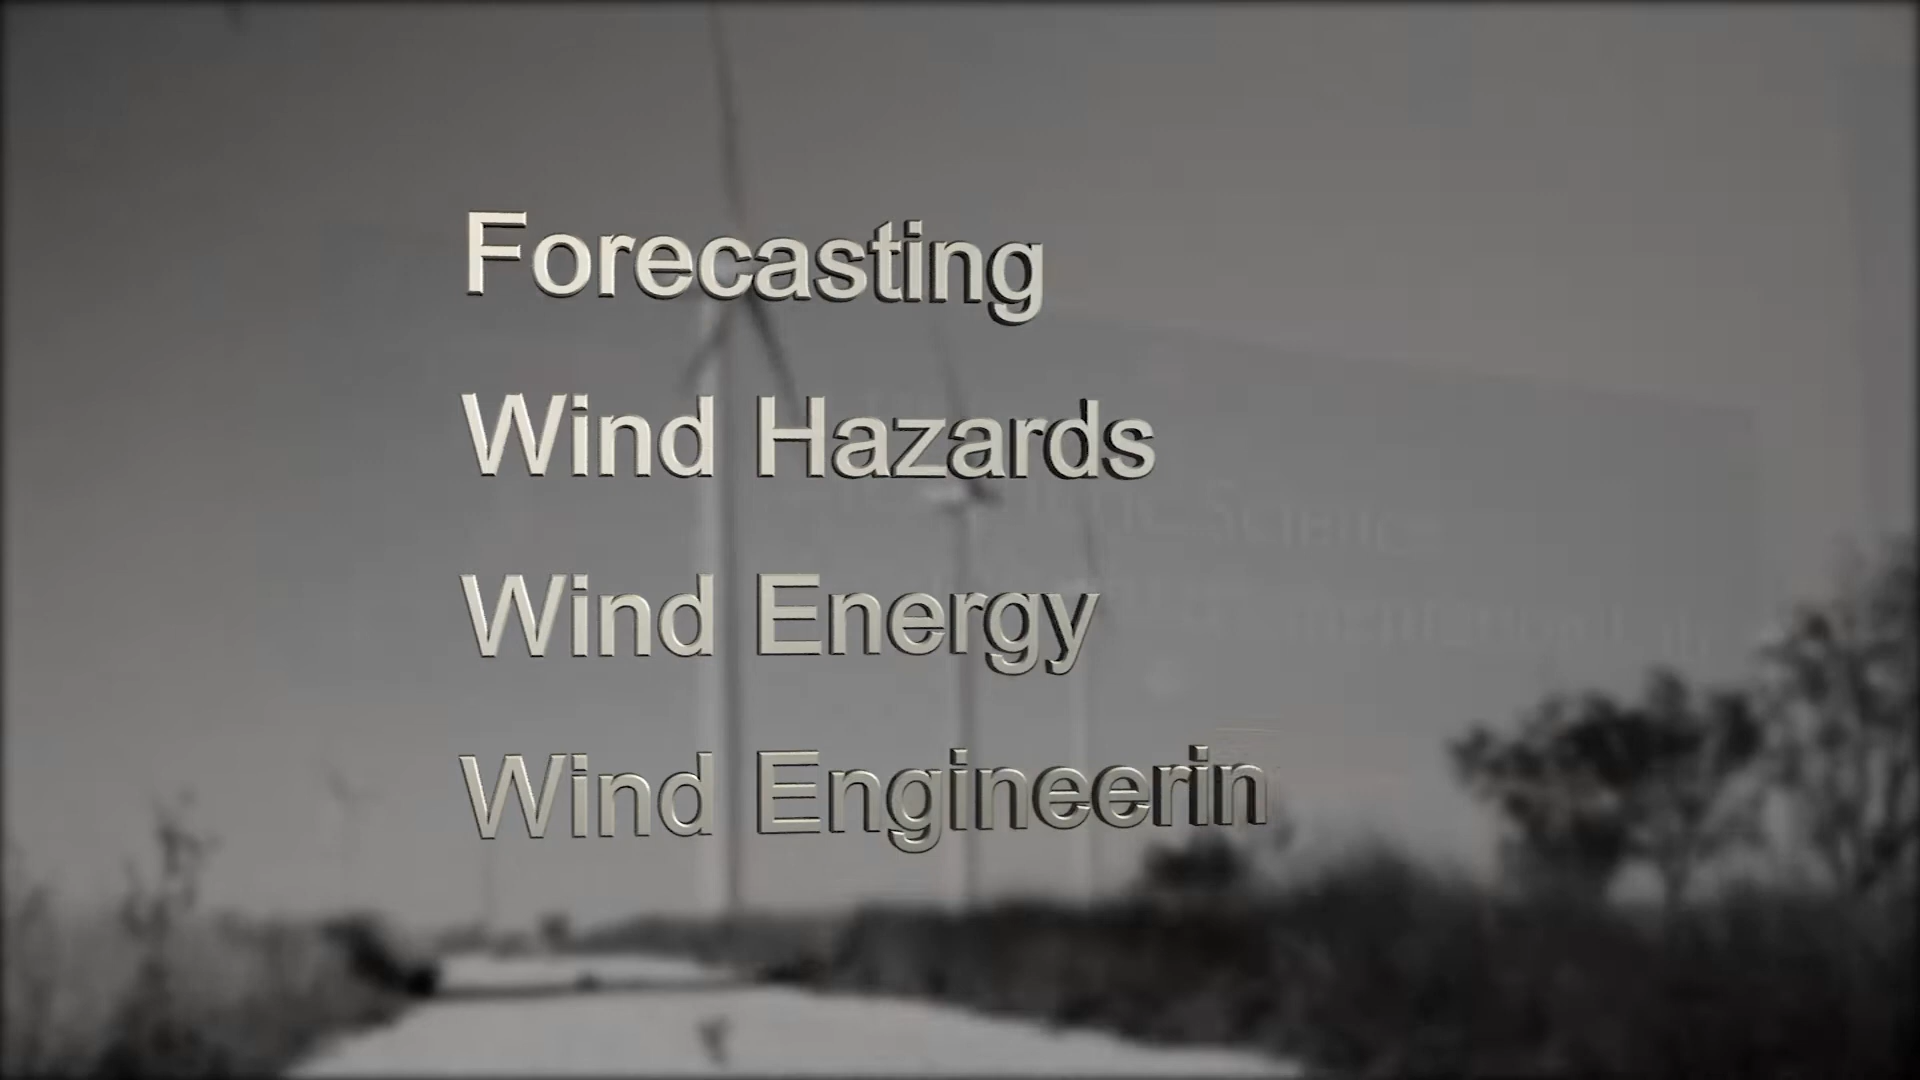 Forecasting
Wind Hazards
Wind Energy
Wind Engineerin